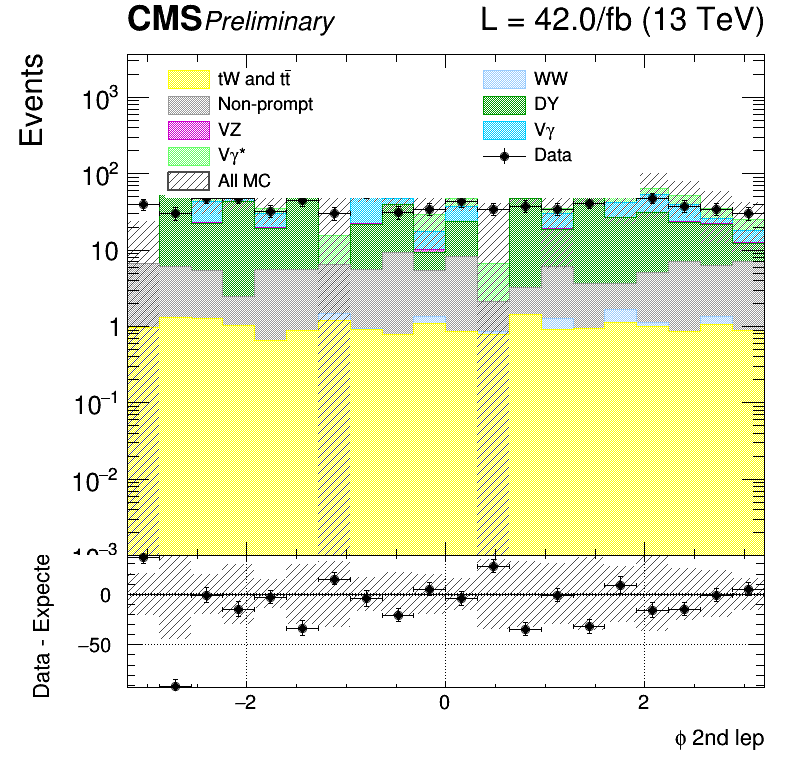 CMS Preliminary L = 42.0/fb (13 TeV)
Events
10³
10²
10
1
10⁻¹
10⁻²
10⁻³
tW and tt̄
Non-prompt
VZ
Vγ*
All MC
WW
DY
Vγ
Data
Data - Expecte
0
−50
−2 0 2
ϕ 2nd lep